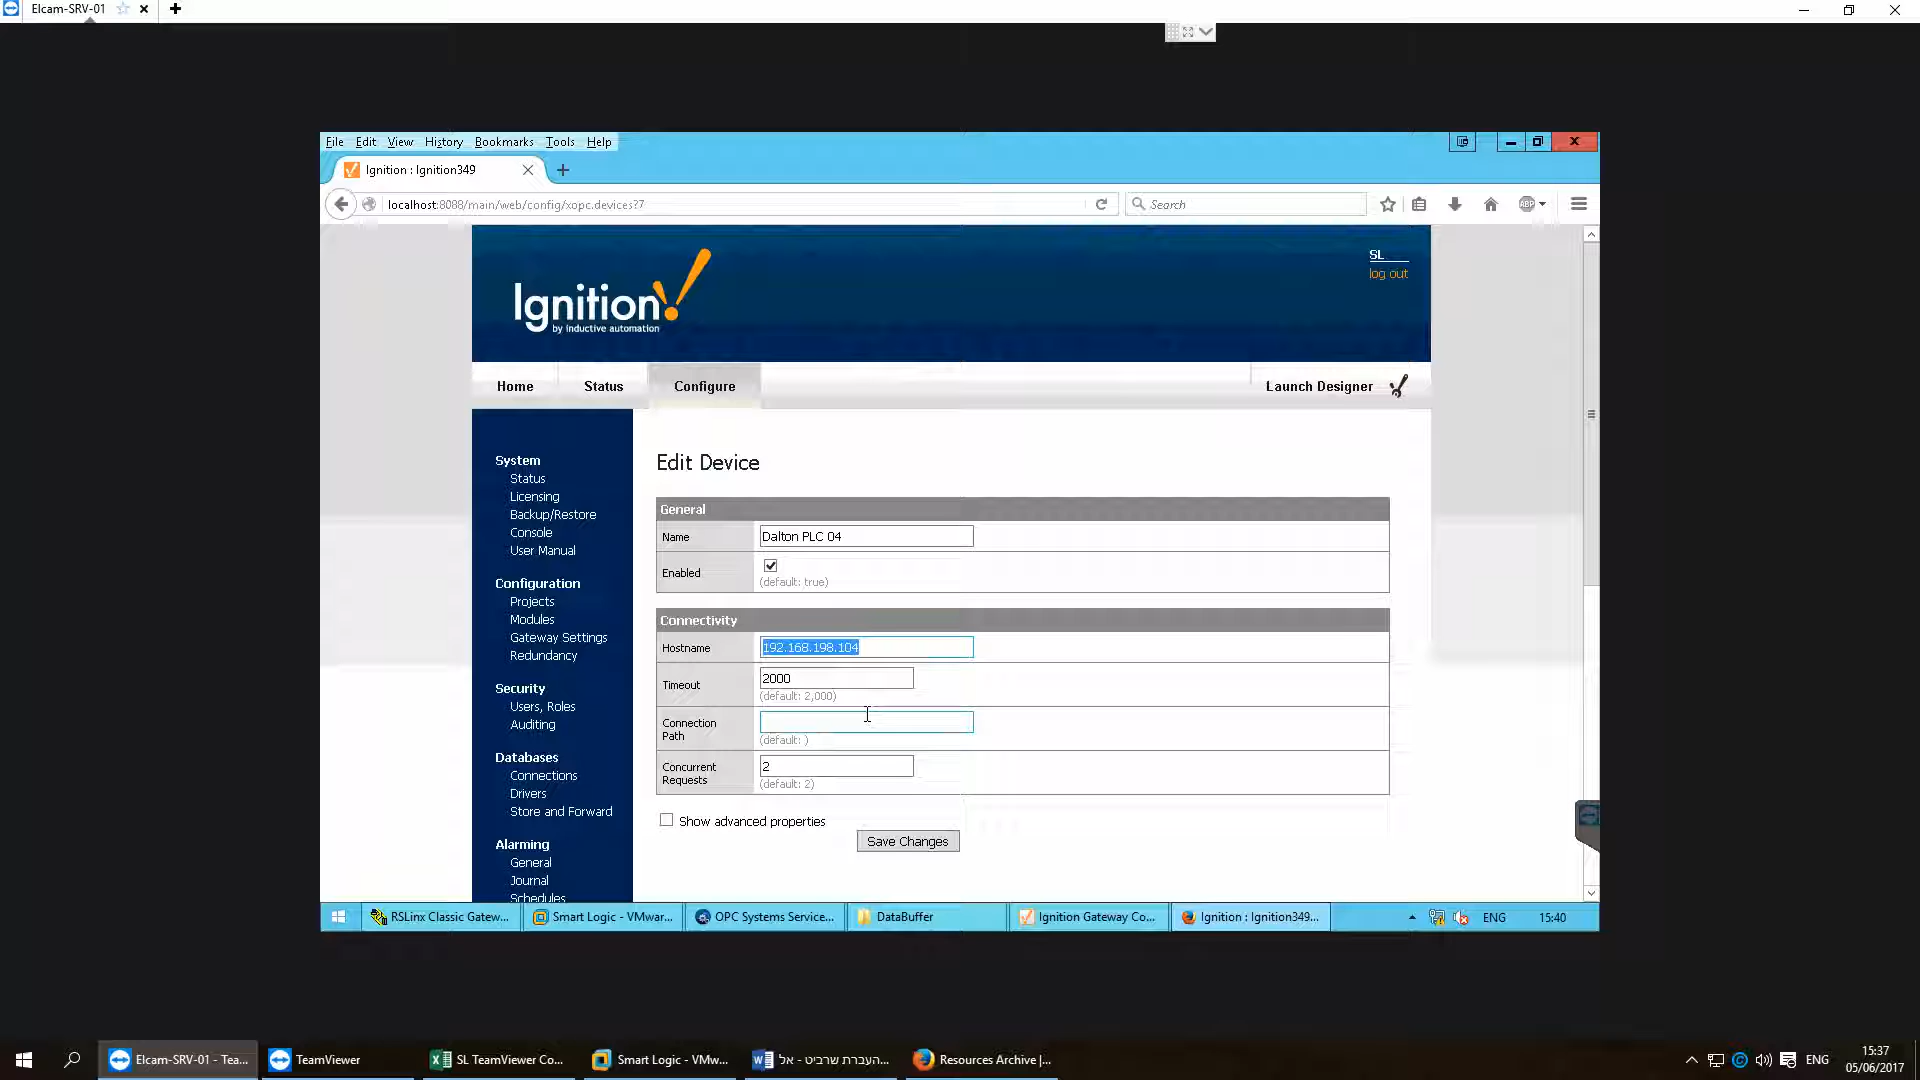 Elcam-SRV-01
File Edit View History Bookmarks Tools Help
Ignition : Ignition349
localhost:8088/main/web/config/xopc.devices?7
Search
ABP
Ignition!
by inductive automation
SL
log out
Home Status Configure Launch Designer
System
Status
Licensing
Backup/Restore
Console
User Manual
Configuration
Projects
Modules
Gateway Settings
Redundancy
Security
Users, Roles
Auditing
Databases
Connections
Drivers
Store and Forward
Alarming
General
Journal
Schedules
Edit Device
General
Name Dalton PLC 04
Enabled
(default: true)
Connectivity
Hostname 192.168.198.104
Timeout 2000
(default: 2,000)
Connection Path
(default: )
Concurrent Requests 2
(default: 2)
Show advanced properties
Save Changes
RSLinx Classic Gatew... Smart Logic - VMwar... OPC Systems Service... DataBuffer Ignition Gateway Co... Ignition : Ignition349... ENG 15:40
Elcam-SRV-01 - Tea... TeamViewer SL TeamViewer Co... Smart Logic - VMw... העברת שרביט - אל... Resources Archive |... ENG 15:37
05/06/2017